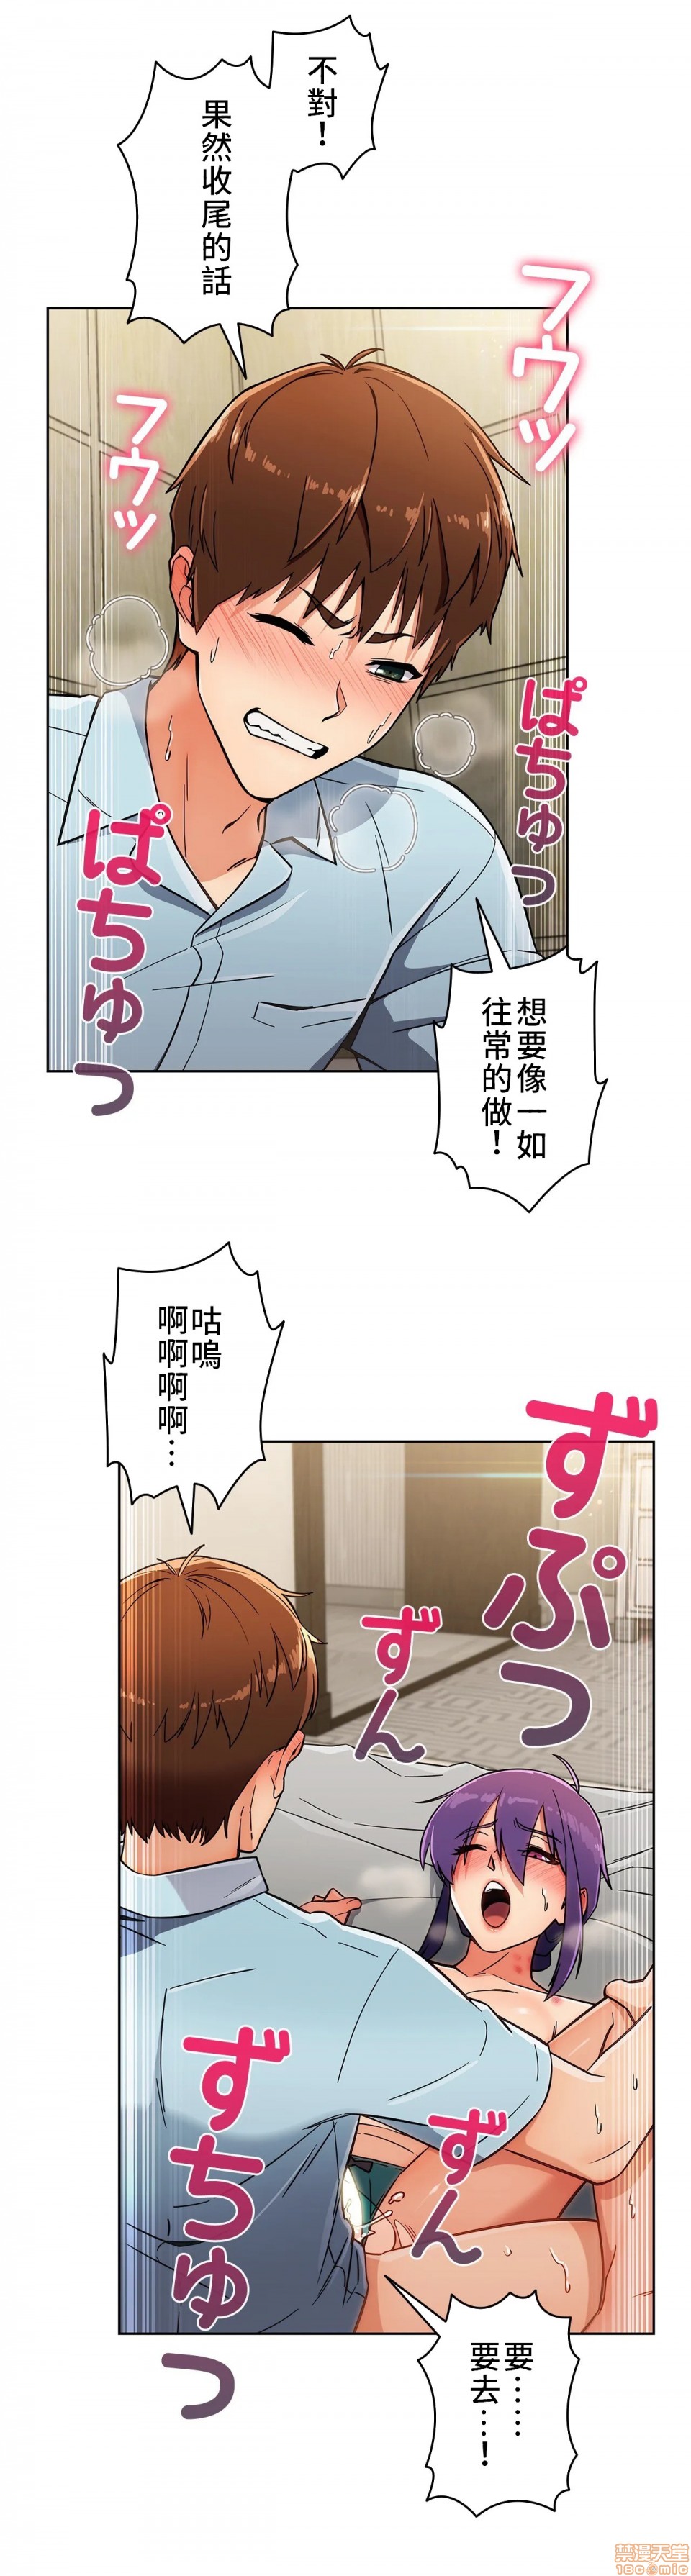 不對！
果然收尾的話
フウッ
フウッ
ぱちゅっ
ぱちゅっ
想要像一如
往常的做！
咕嗚
啊啊啊啊…
ずぷっ
ずん
ずちゅっ
ずん
要……
要去…！
禁漫天堂
18comic